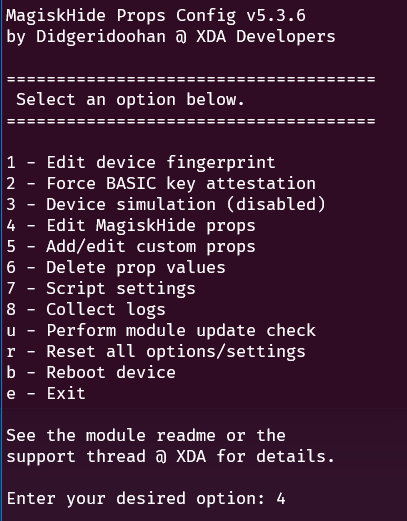 MagiskHide Props Config v5.3.6
by Didgeridoohan @ XDA Developers
=====================================
Select an option below.
=====================================
1 - Edit device fingerprint
2 - Force BASIC key attestation
3 - Device simulation (disabled)
4 - Edit MagiskHide props
5 - Add/edit custom props
6 - Delete prop values
7 - Script settings
8 - Collect logs
u - Perform module update check
r - Reset all options/settings
b - Reboot device
e - Exit
See the module readme or the
support thread @ XDA for details.
Enter your desired option: 4